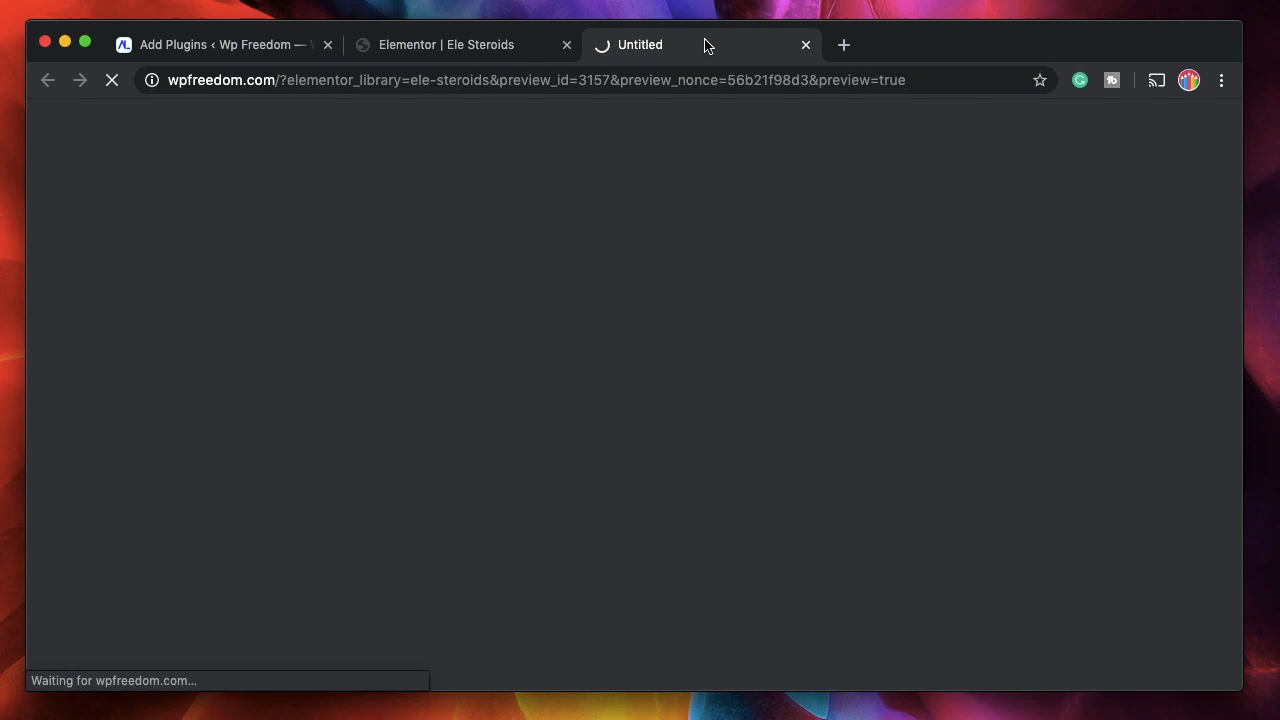 Add Plugins ‹ Wp Freedom —
Elementor | Ele Steroids
Untitled
wpfreedom.com/?elementor_library=ele-steroids&preview_id=3157&preview_nonce=56b21f98d3&preview=true
Waiting for wpfreedom.com...